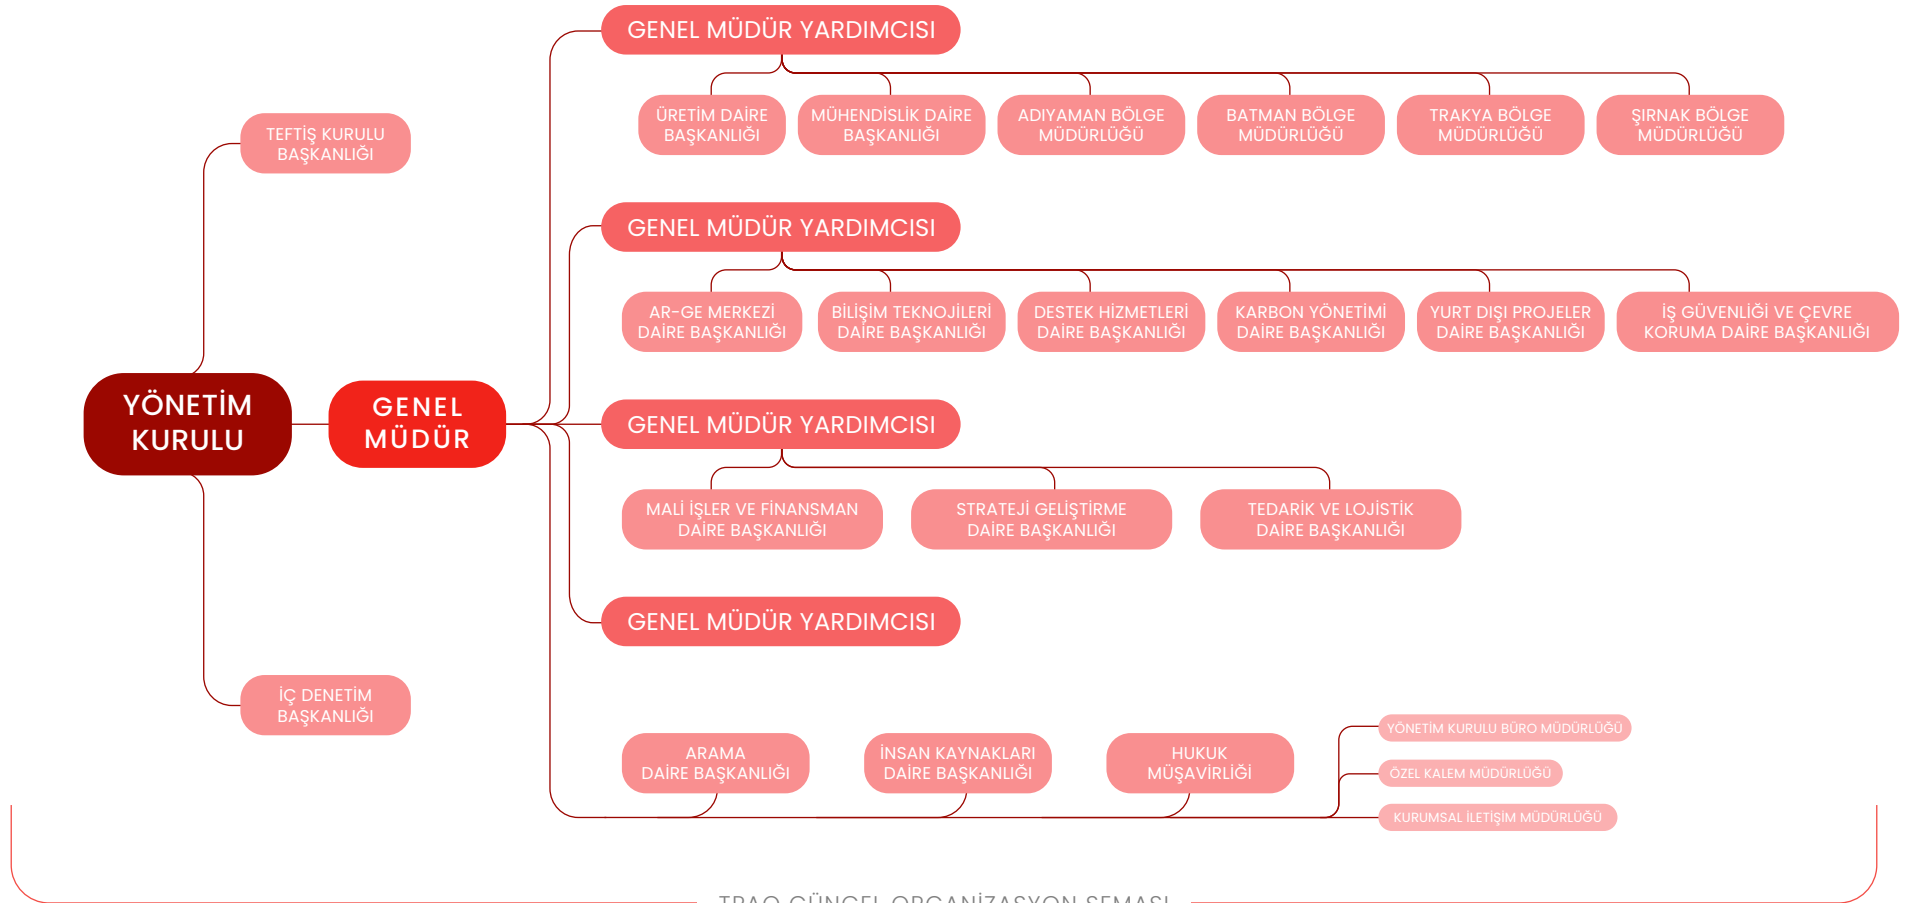 GENEL MÜDÜR YARDIMCISI
ÜRETİM DAİRE
BAŞKANLIĞI
MÜHENDİSLİK DAİRE
BAŞKANLIĞI
ADIYAMAN BÖLGE
MÜDÜRLÜĞÜ
BATMAN BÖLGE
MÜDÜRLÜĞÜ
TRAKYA BÖLGE
MÜDÜRLÜĞÜ
ŞIRNAK BÖLGE
MÜDÜRLÜĞÜ
TEFTİŞ KURULU
BAŞKANLIĞI
GENEL MÜDÜR YARDIMCISI
AR-GE MERKEZİ
DAİRE BAŞKANLIĞI
BİLİŞİM TEKNOJİLERİ
DAİRE BAŞKANLIĞI
DESTEK HİZMETLERİ
DAİRE BAŞKANLIĞI
KARBON YÖNETİMİ
DAİRE BAŞKANLIĞI
YURT DIŞI PROJELER
DAİRE BAŞKANLIĞI
İŞ GÜVENLİĞİ VE ÇEVRE
KORUMA DAİRE BAŞKANLIĞI
YÖNETİM
KURULU
GENEL
MÜDÜR
GENEL MÜDÜR YARDIMCISI
MALİ İŞLER VE FİNANSMAN
DAİRE BAŞKANLIĞI
STRATEJİ GELİŞTİRME
DAİRE BAŞKANLIĞI
TEDARİK VE LOJİSTİK
DAİRE BAŞKANLIĞI
GENEL MÜDÜR YARDIMCISI
İÇ DENETİM
BAŞKANLIĞI
ARAMA
DAİRE BAŞKANLIĞI
İNSAN KAYNAKLARI
DAİRE BAŞKANLIĞI
HUKUK
MÜŞAVİRLİĞİ
YÖNETİM KURULU BÜRO MÜDÜRLÜĞÜ
ÖZEL KALEM MÜDÜRLÜĞÜ
KURUMSAL İLETİŞİM MÜDÜRLÜĞÜ
TPAO GÜNCEL ORGANİZASYON ŞEMASI